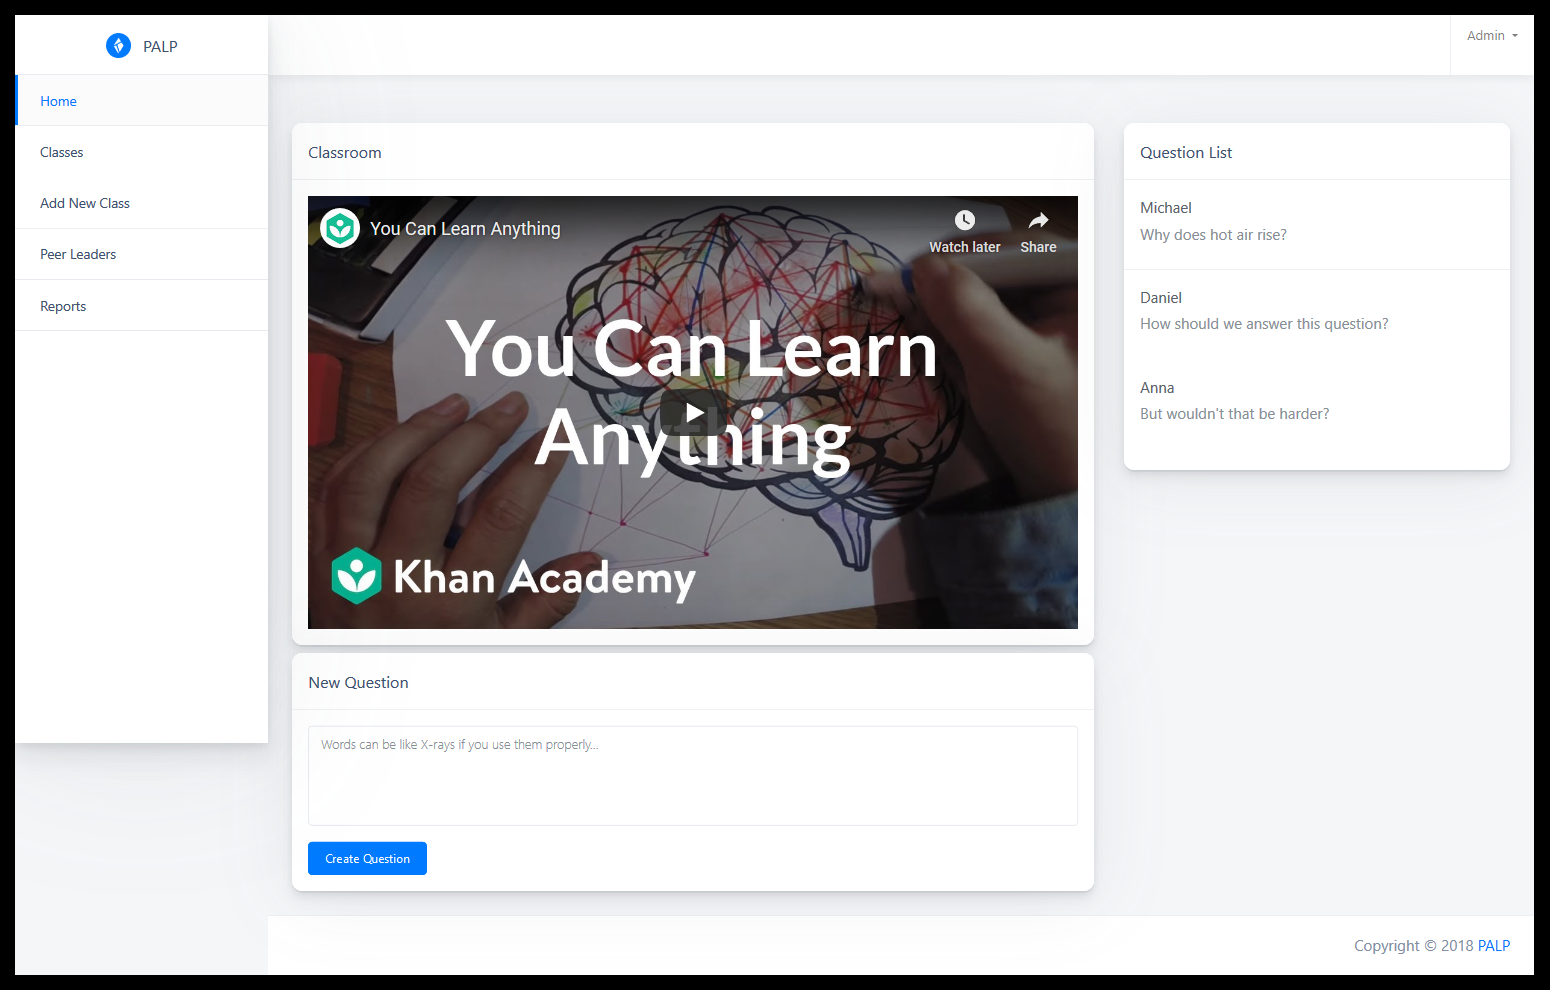 PALP
Admin
Home
Classes
Add New Class
Peer Leaders
Reports
Classroom
You Can Learn Anything
Watch later
Share
You Can Learn
Anything
Khan Academy
New Question
Words can be like X-rays if you use them properly...
Create Question
Question List
Michael
Why does hot air rise?
Daniel
How should we answer this question?
Anna
But wouldn't that be harder?
Copyright © 2018 PALP